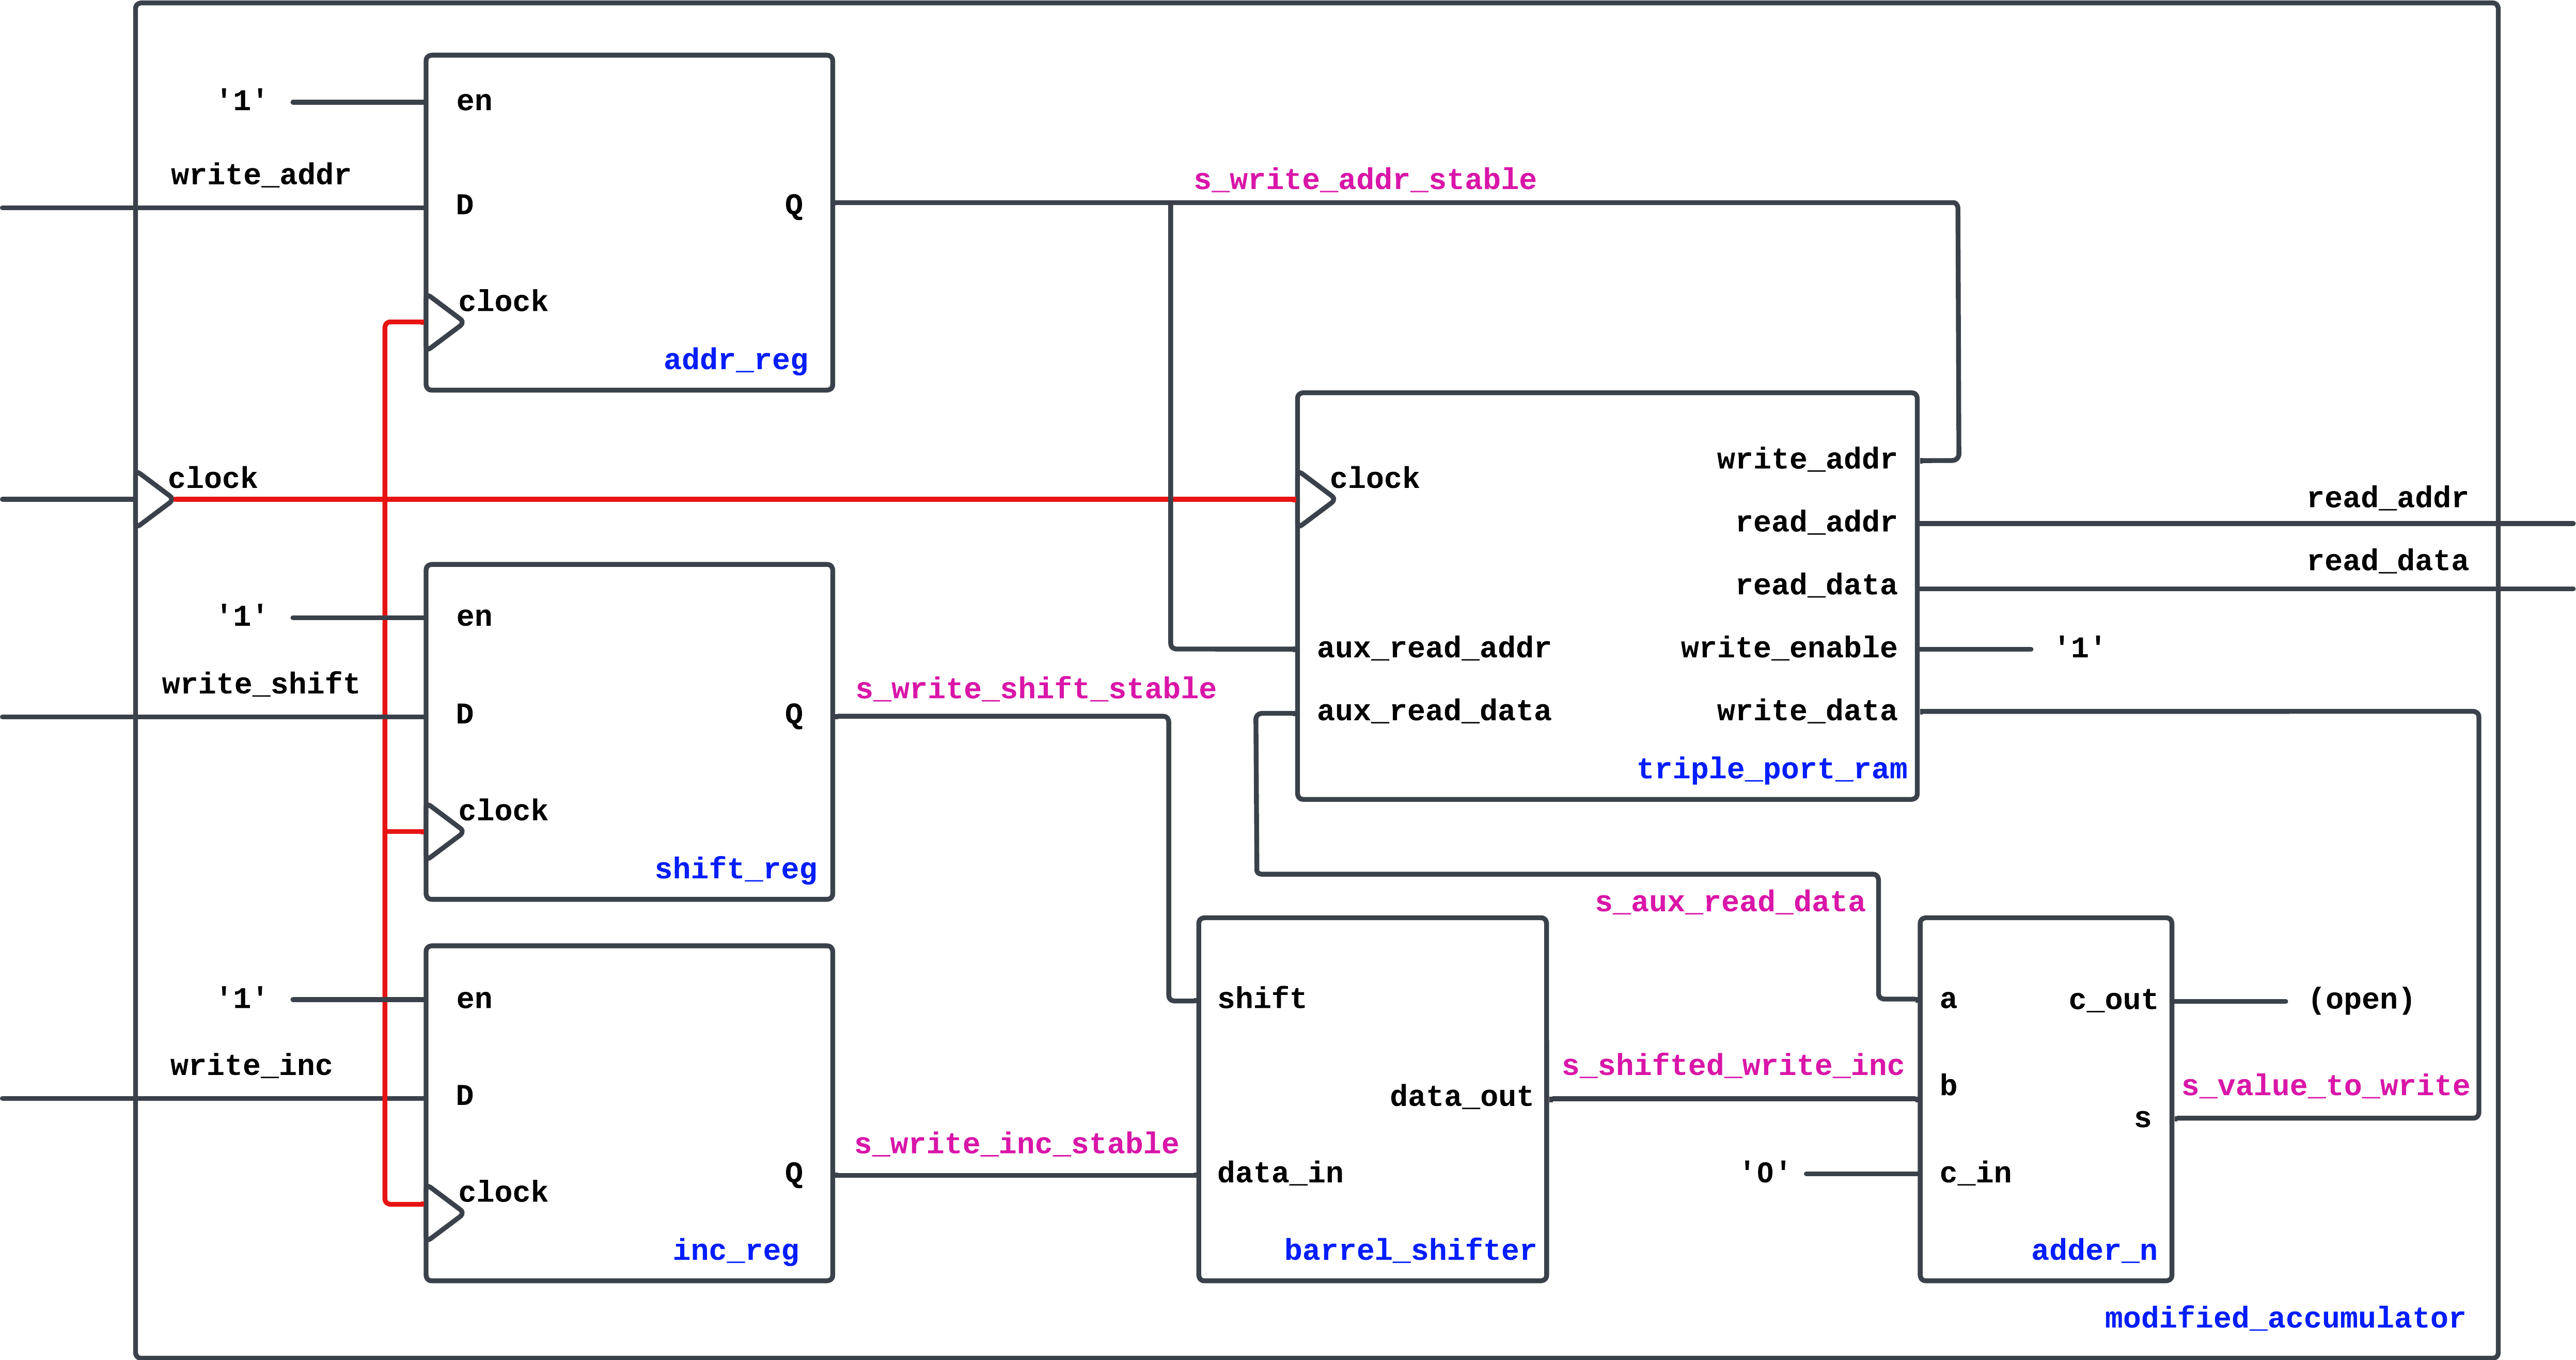 '1'
en
write_addr
D
Q
clock
addr_reg
s_write_addr_stable
clock
clock
write_addr
read_addr
read_data
aux_read_addr
write_enable
aux_read_data
write_data
triple_port_ram
read_addr
read_data
'1'
'1'
en
write_shift
D
Q
clock
shift_reg
s_write_shift_stable
s_aux_read_data
'1'
en
write_inc
D
Q
clock
inc_reg
s_write_inc_stable
shift
data_out
data_in
barrel_shifter
s_shifted_write_inc
'0'
a
c_out
b
s
c_in
adder_n
(open)
s_value_to_write
modified_accumulator